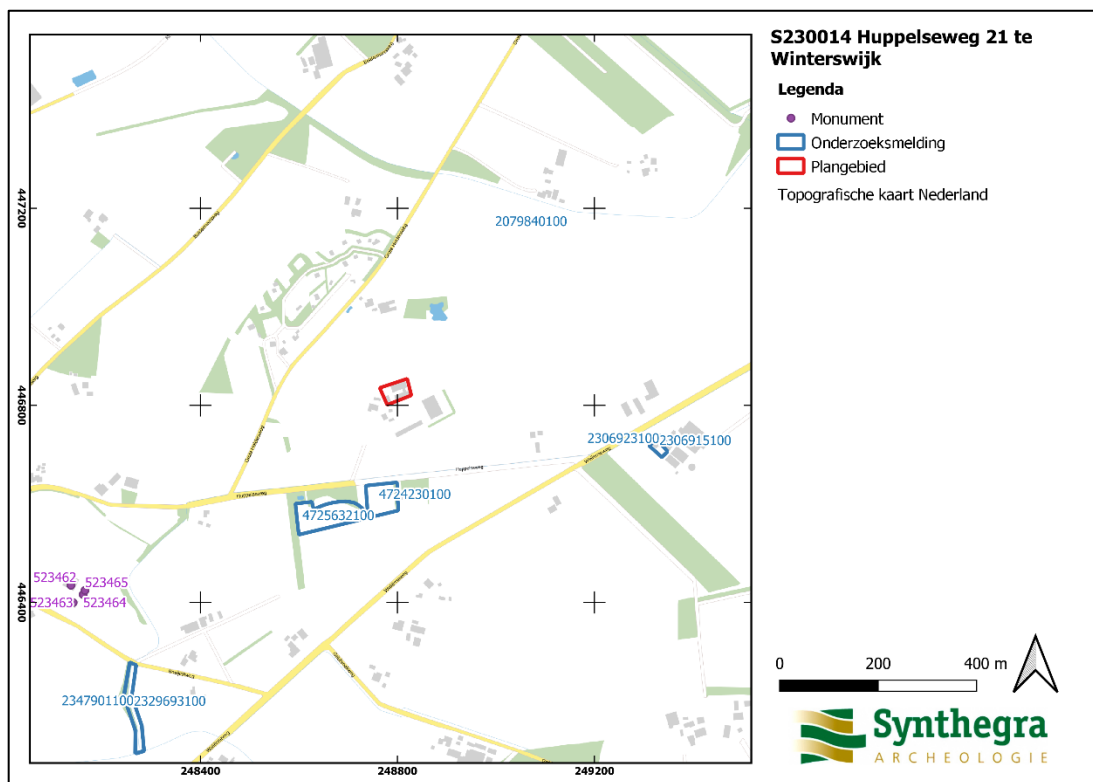 S230014 Huppelseweg 21 te
Winterswijk
Legenda
Monument
Onderzoeksmelding
Plangebied
Topografische kaart Nederland
447200
2079840100
446800
2306923100
2306915100
Huppelseweg
Huppelseweg
4724230100
4725632100
523462
523465
523463
523464
446400
2347901100
2329693100
248400
248800
249200
0
200
400 m
Synthegra
ARCHEOLOGIE